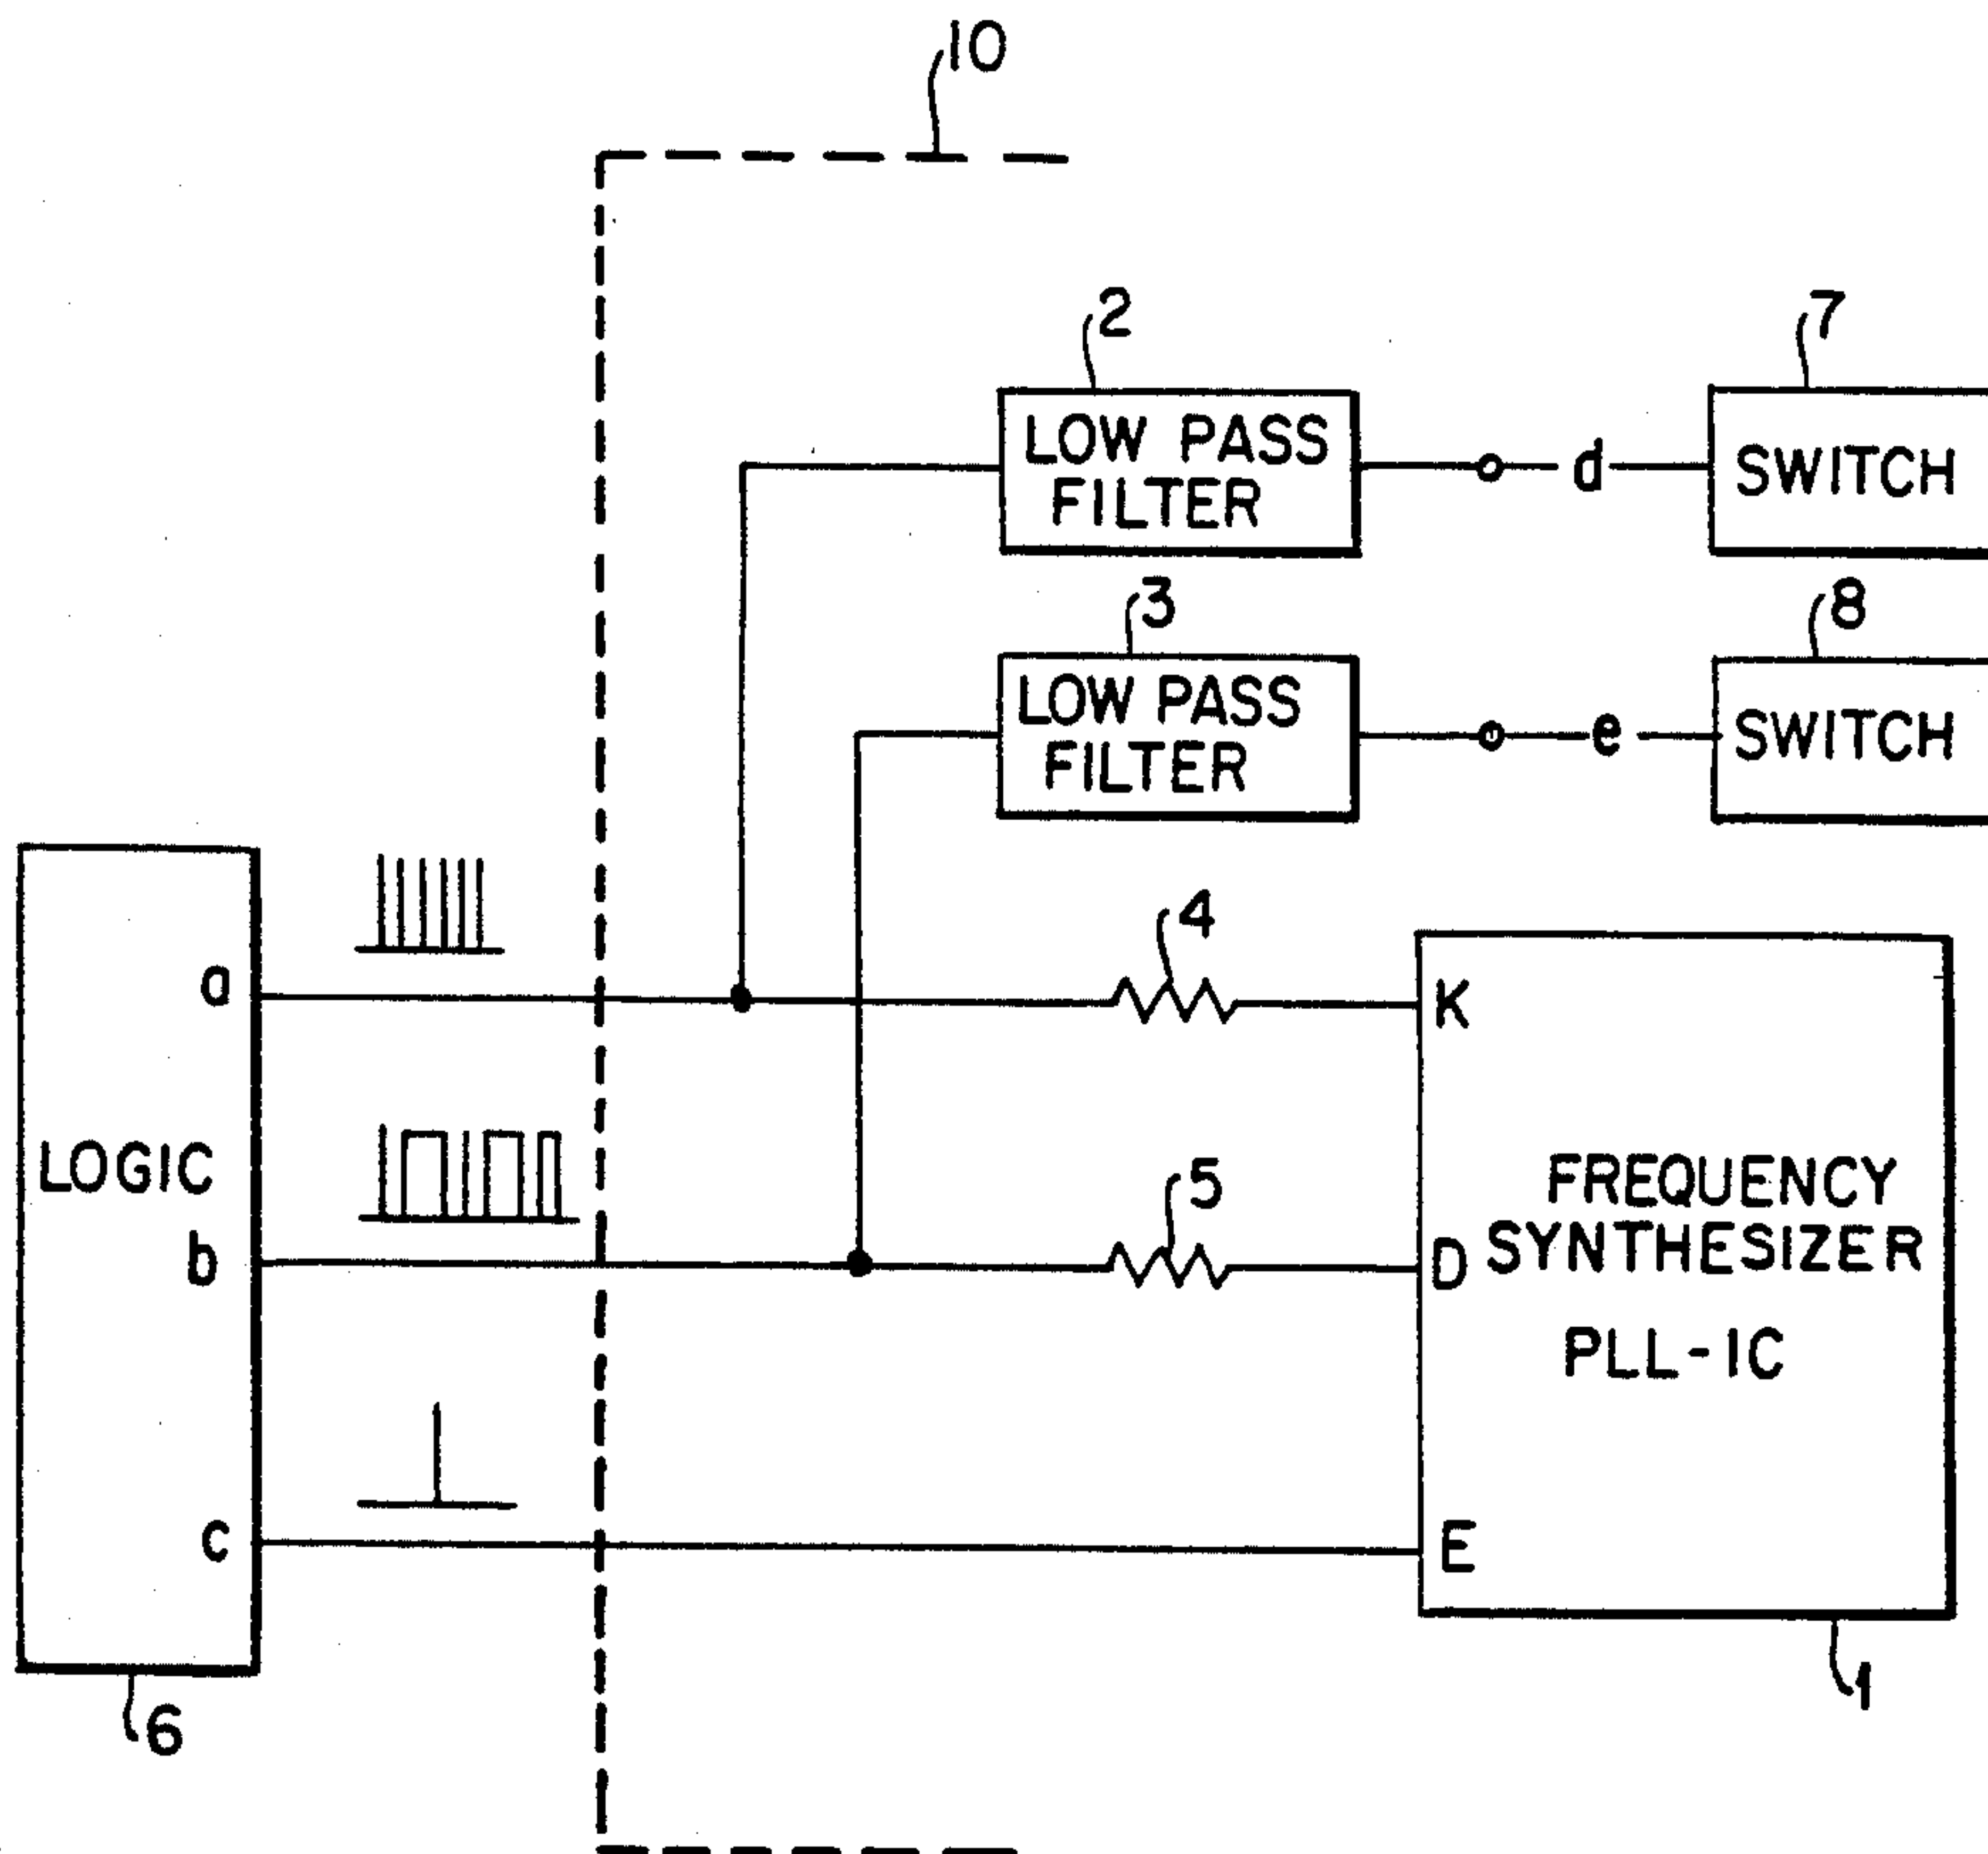 10
2
7
LOW PASS
FILTER
d
SWITCH
3
8
LOW PASS
FILTER
e
SWITCH
4
a
K
LOGIC
5
FREQUENCY
SYNTHESIZER
PLL-IC
b
D
c
E
6
1